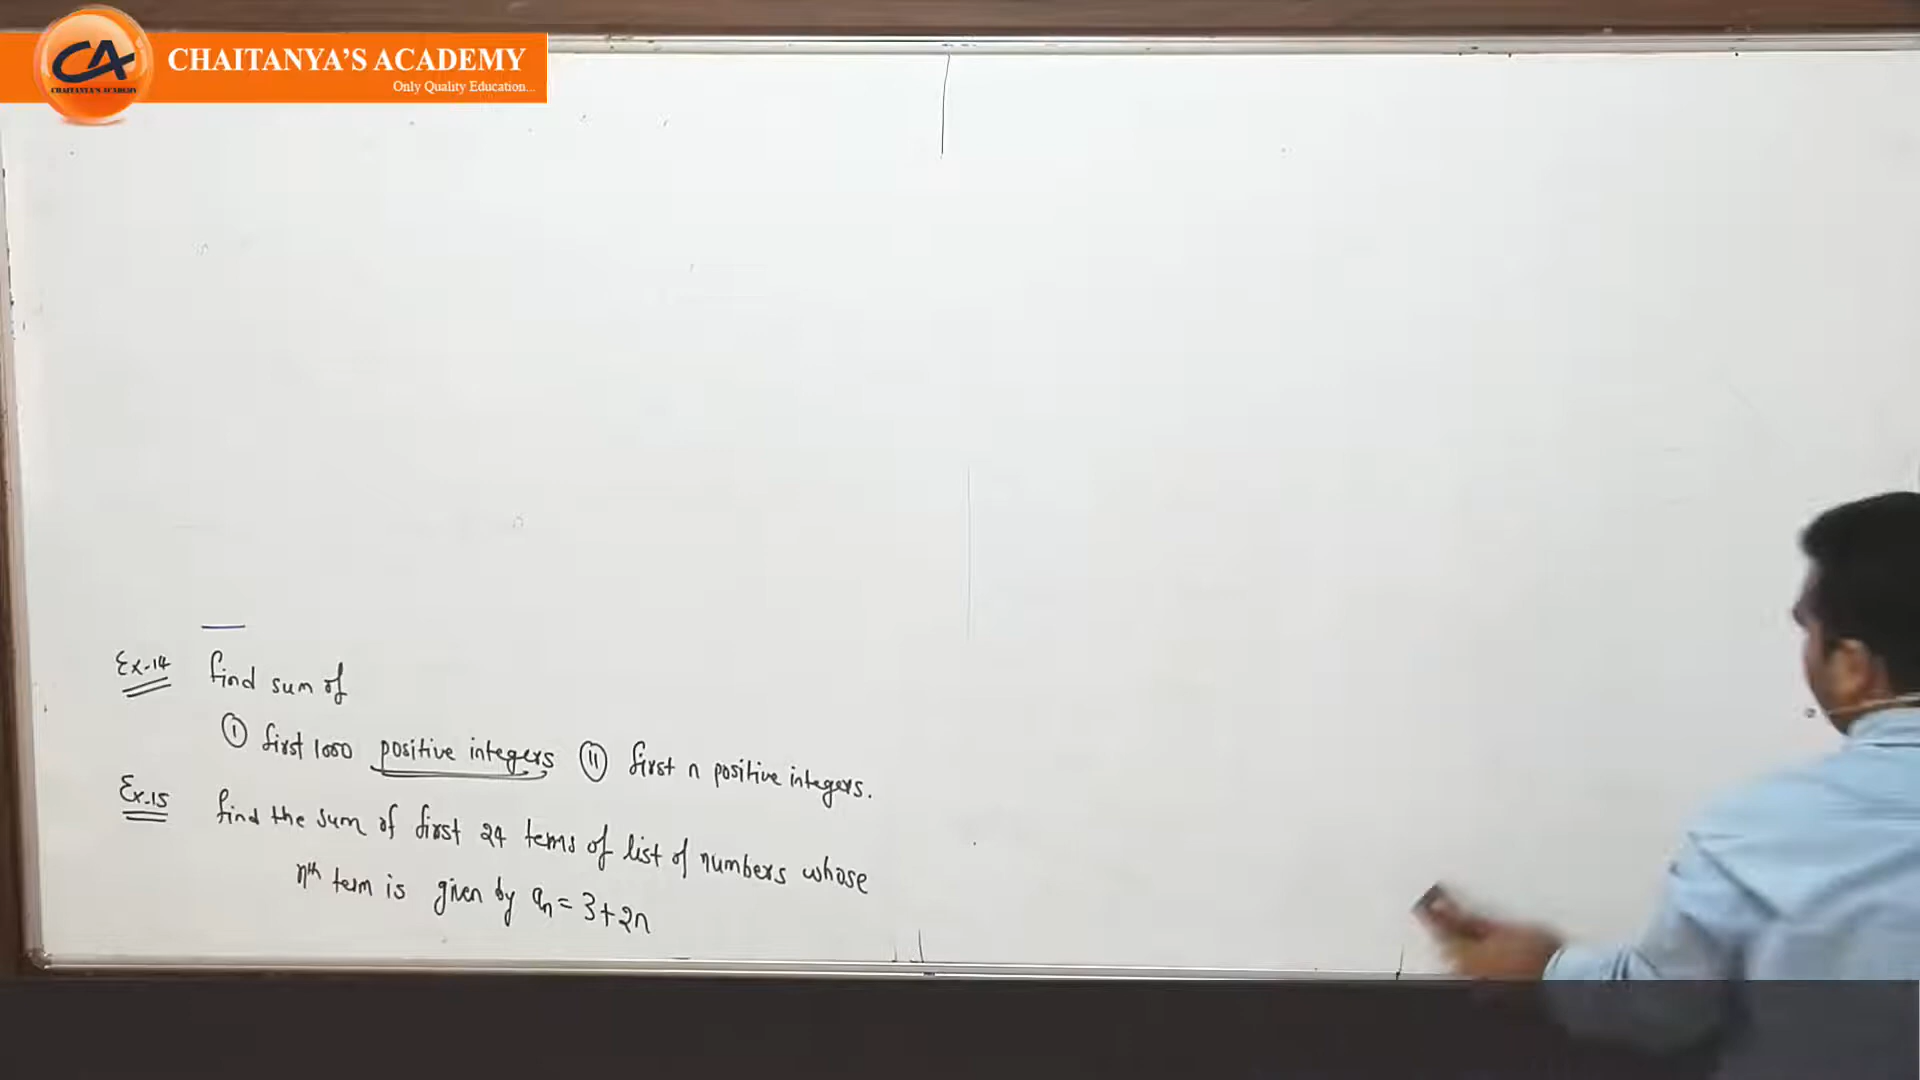 CA
CHAITANYA'S ACADEMY
CHAITANYA'S ACADEMY
Only Quality Education...
Ex-14 find sum of
(i) first 1000 positive integers (ii) first n positive integers.
Ex-15 find the sum of first 24 terms of list of numbers whose
nth term is given by an = 3+2n